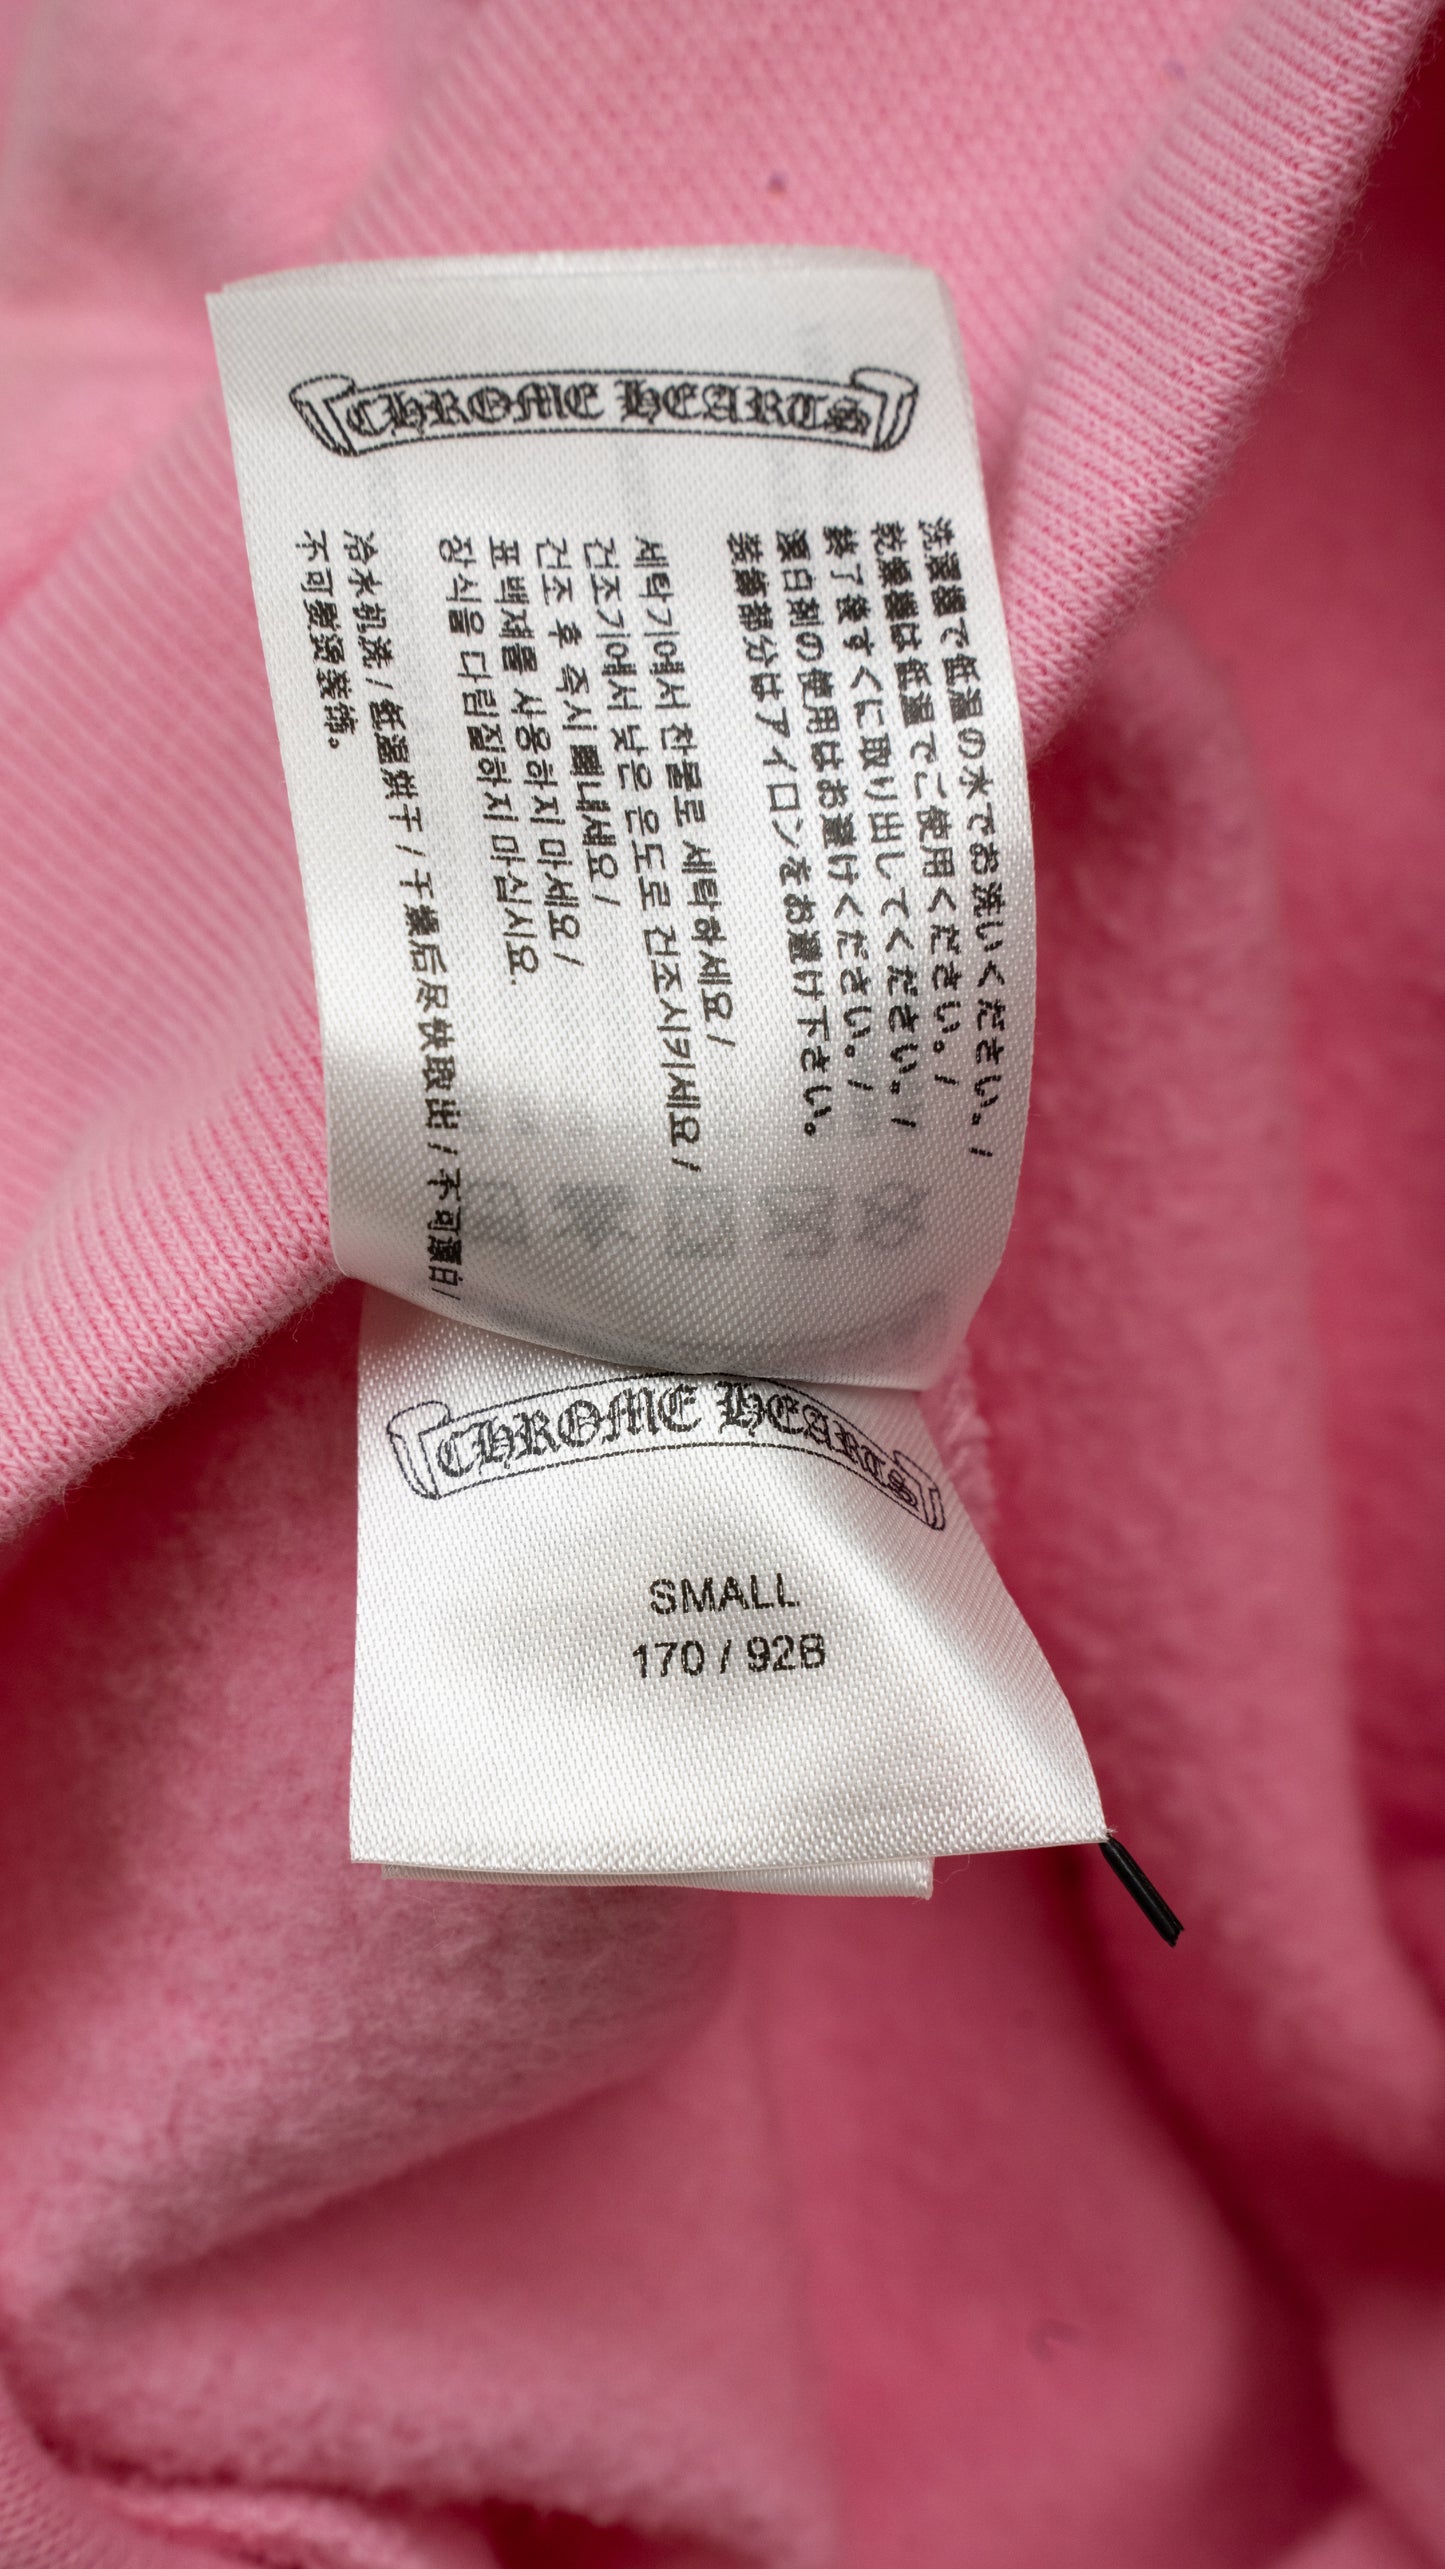 CHROME HEARTS
洗濯機で低温の水でお洗いください。/
乾燥機は低温でご使用ください。/
終了後すぐに取り出してください。/
漂白剤の使用はお避けください。/
装飾部分はアイロンをお避け下さい。
세탁기에서 찬물로 세탁하세요 /
건조기에서 낮은 온도로 건조시키세요 /
건조 후 즉시 빼내세요 /
표백제를 사용하지 마세요 /
장식을 다림질하지 마십시요.
冷水机洗 / 低温烘干 / 干燥后尽快取出 / 不可漂白 /
不可熨烫装饰。
CHROME HEARTS
SMALL
170 / 92B